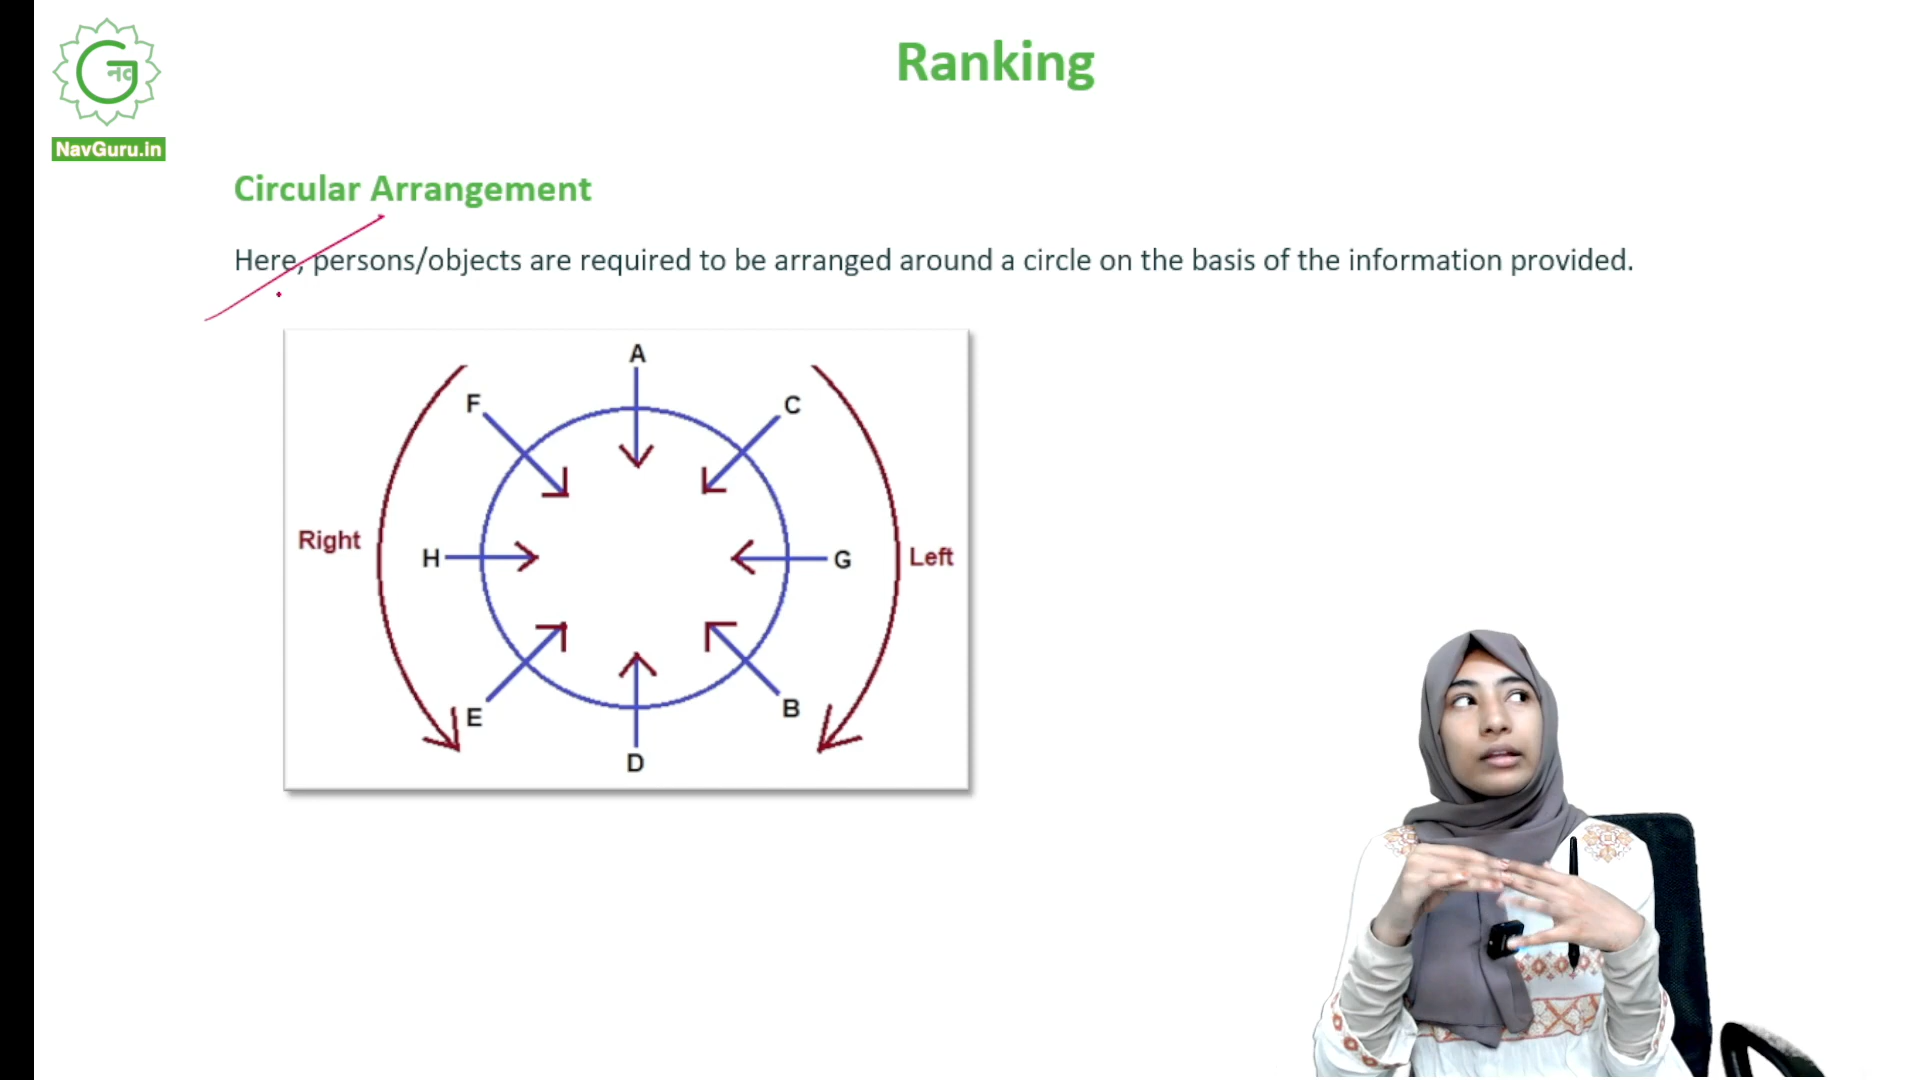 Ranking
नव
NavGuru.in
Circular Arrangement
Here, persons/objects are required to be arranged around a circle on the basis of the information provided.
A
F
C
Right
H
G
Left
E
B
D